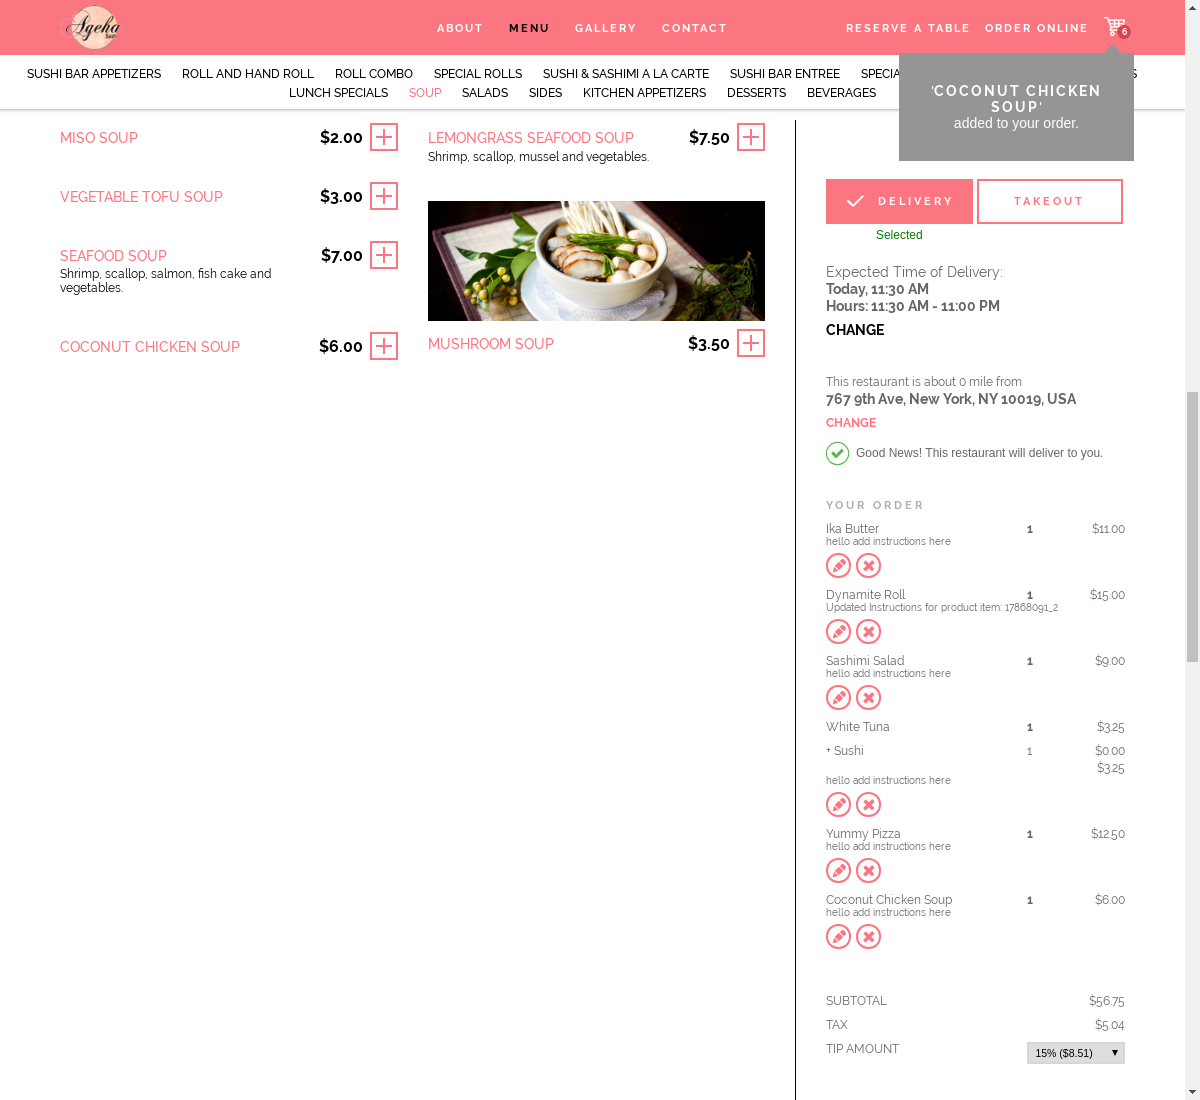 Ageha
ABOUT MENU GALLERY CONTACT RESERVE A TABLE ORDER ONLINE 6
SUSHI BAR APPETIZERS ROLL AND HAND ROLL ROLL COMBO SPECIAL ROLLS SUSHI & SASHIMI A LA CARTE SUSHI BAR ENTREE
LUNCH SPECIALS SOUP SALADS SIDES KITCHEN APPETIZERS DESSERTS BEVERAGES
'COCONUT CHICKEN
SOUP'
added to your order.
MISO SOUP $2.00
VEGETABLE TOFU SOUP $3.00
SEAFOOD SOUP $7.00
Shrimp, scallop, salmon, fish cake and
vegetables.
COCONUT CHICKEN SOUP $6.00
LEMONGRASS SEAFOOD SOUP $7.50
Shrimp, scallop, mussel and vegetables.
MUSHROOM SOUP $3.50
DELIVERY TAKEOUT
Selected
Expected Time of Delivery:
Today, 11:30 AM
Hours: 11:30 AM - 11:00 PM
CHANGE
This restaurant is about 0 mile from
767 9th Ave, New York, NY 10019, USA
CHANGE
Good News! This restaurant will deliver to you.
YOUR ORDER
Ika Butter 1 $11.00
hello add instructions here
Dynamite Roll 1 $15.00
Updated Instructions for product item: 17868091_2
Sashimi Salad 1 $9.00
hello add instructions here
White Tuna 1 $3.25
+ Sushi 1 $0.00
$3.25
hello add instructions here
Yummy Pizza 1 $12.50
hello add instructions here
Coconut Chicken Soup 1 $6.00
hello add instructions here
SUBTOTAL $56.75
TAX $5.04
TIP AMOUNT 15% ($8.51)